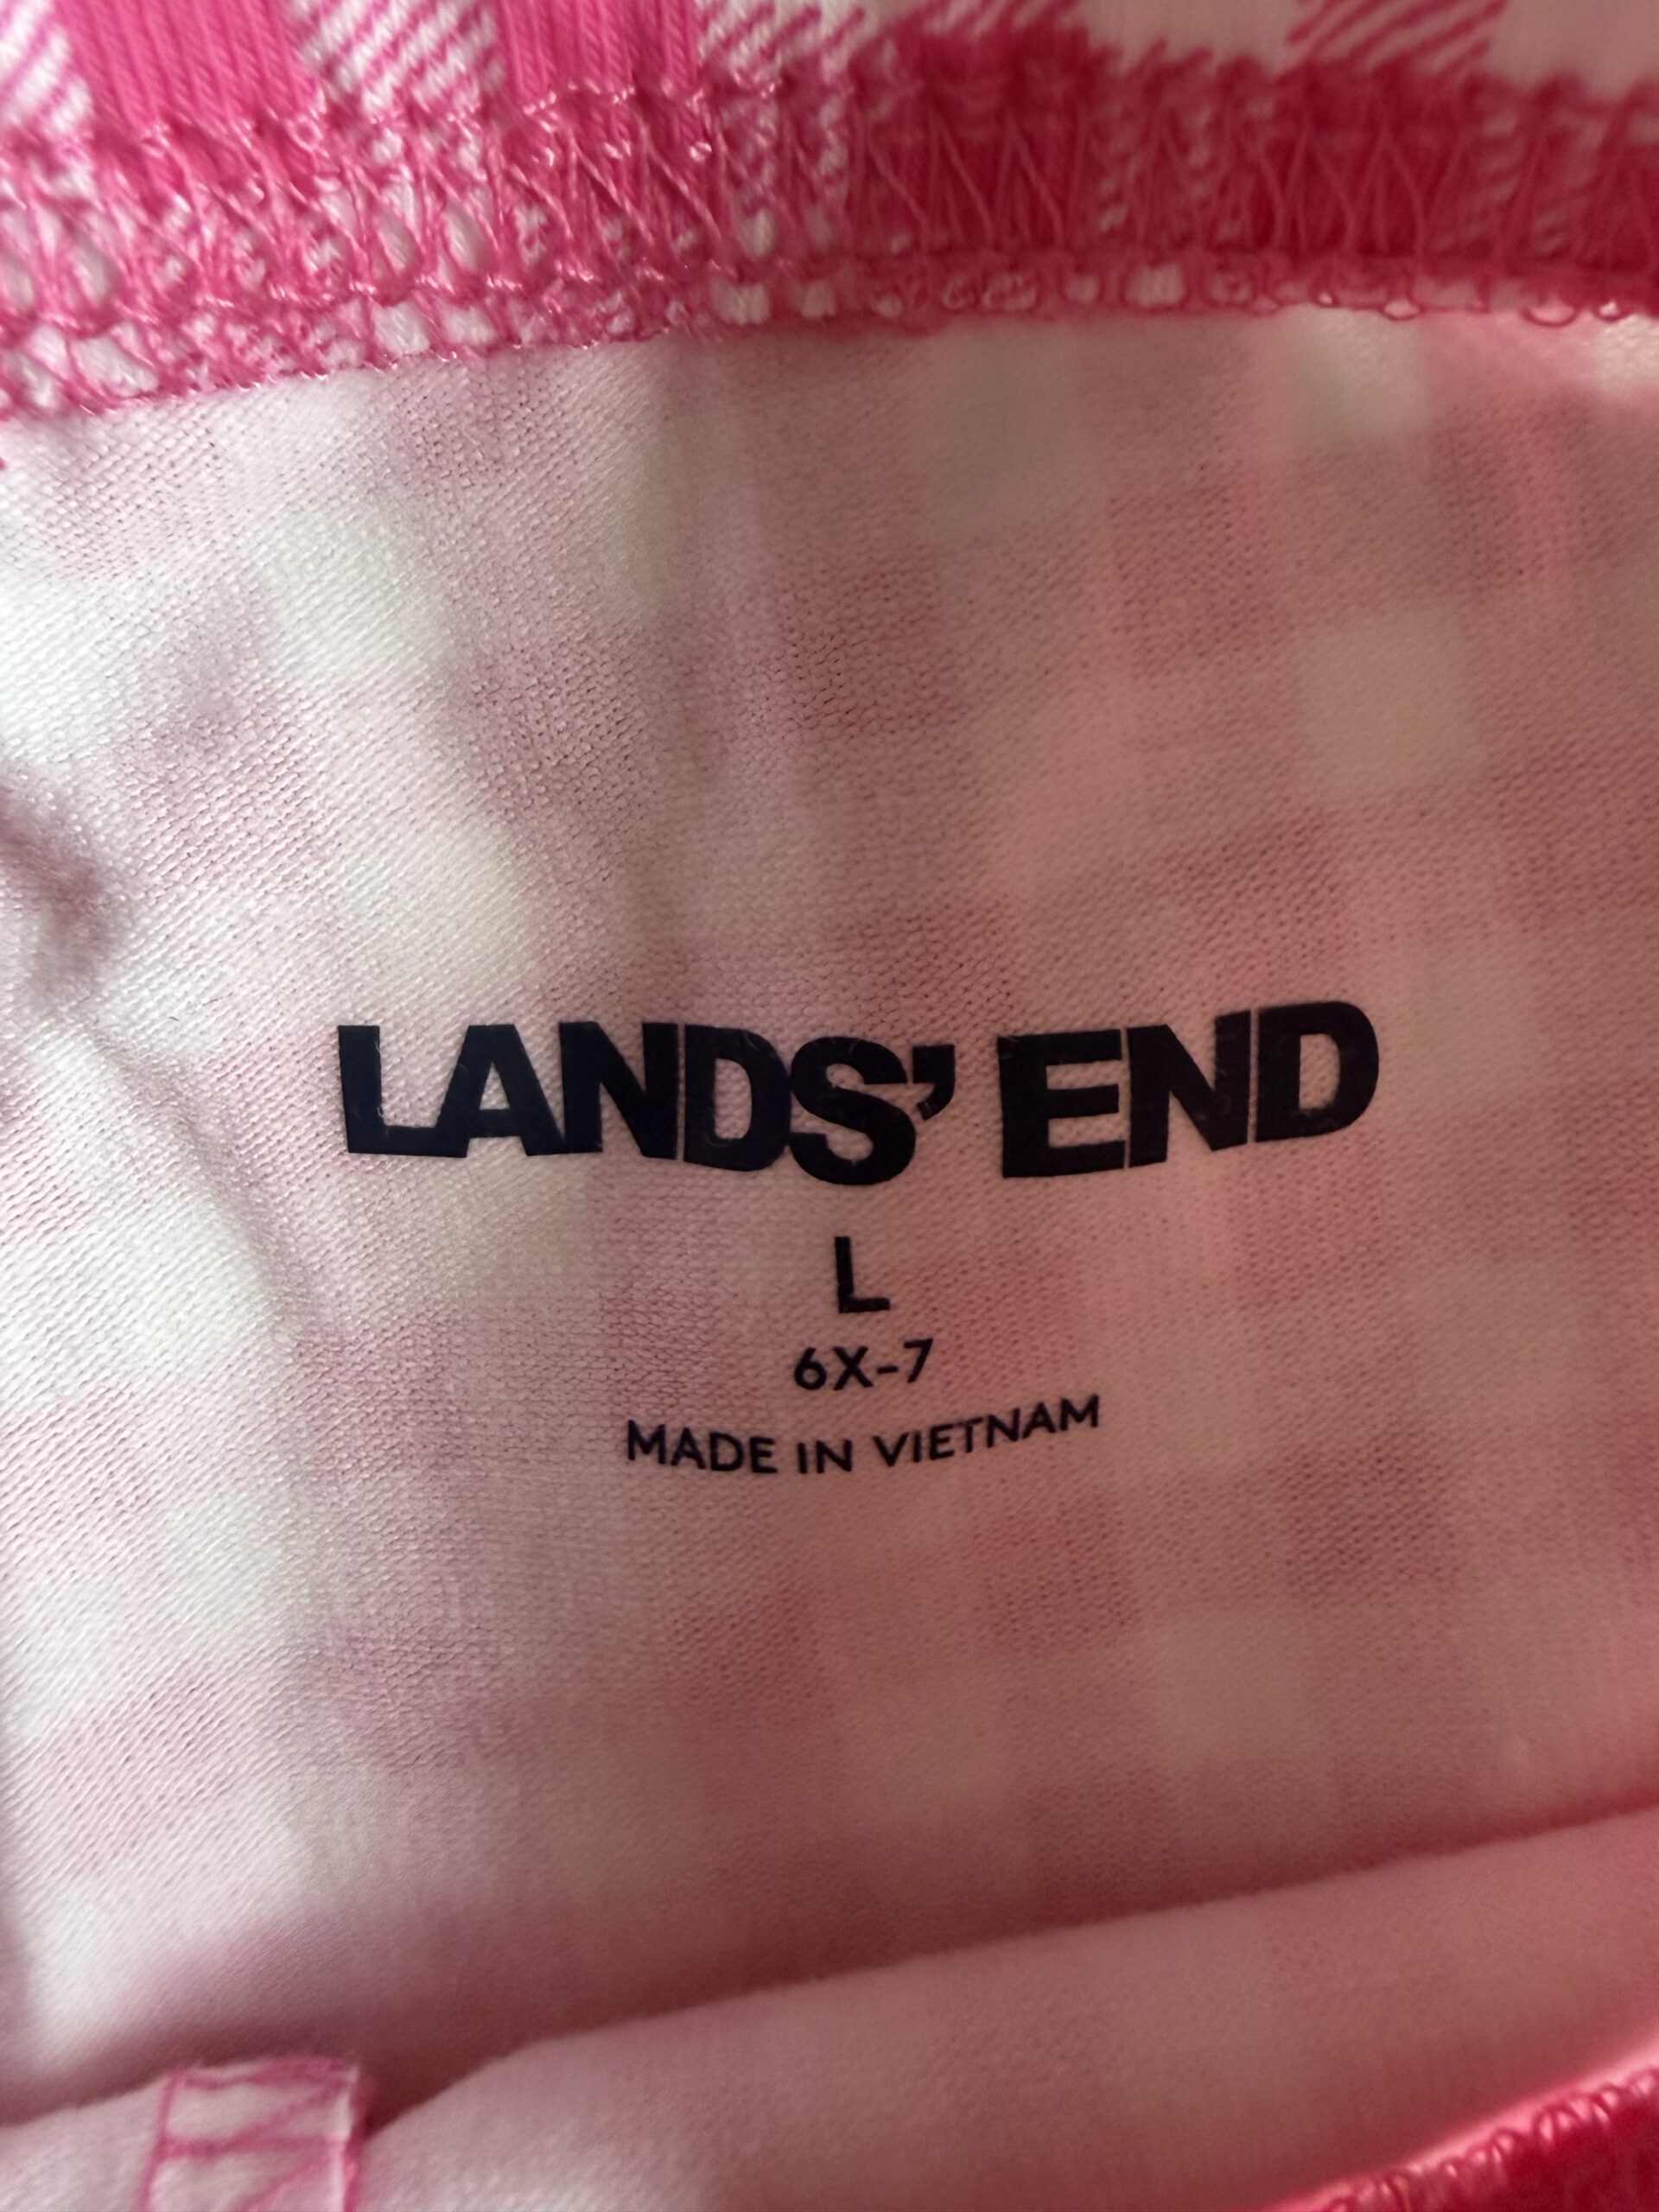 LANDS' END
L
6X-7
MADE IN VIETNAM